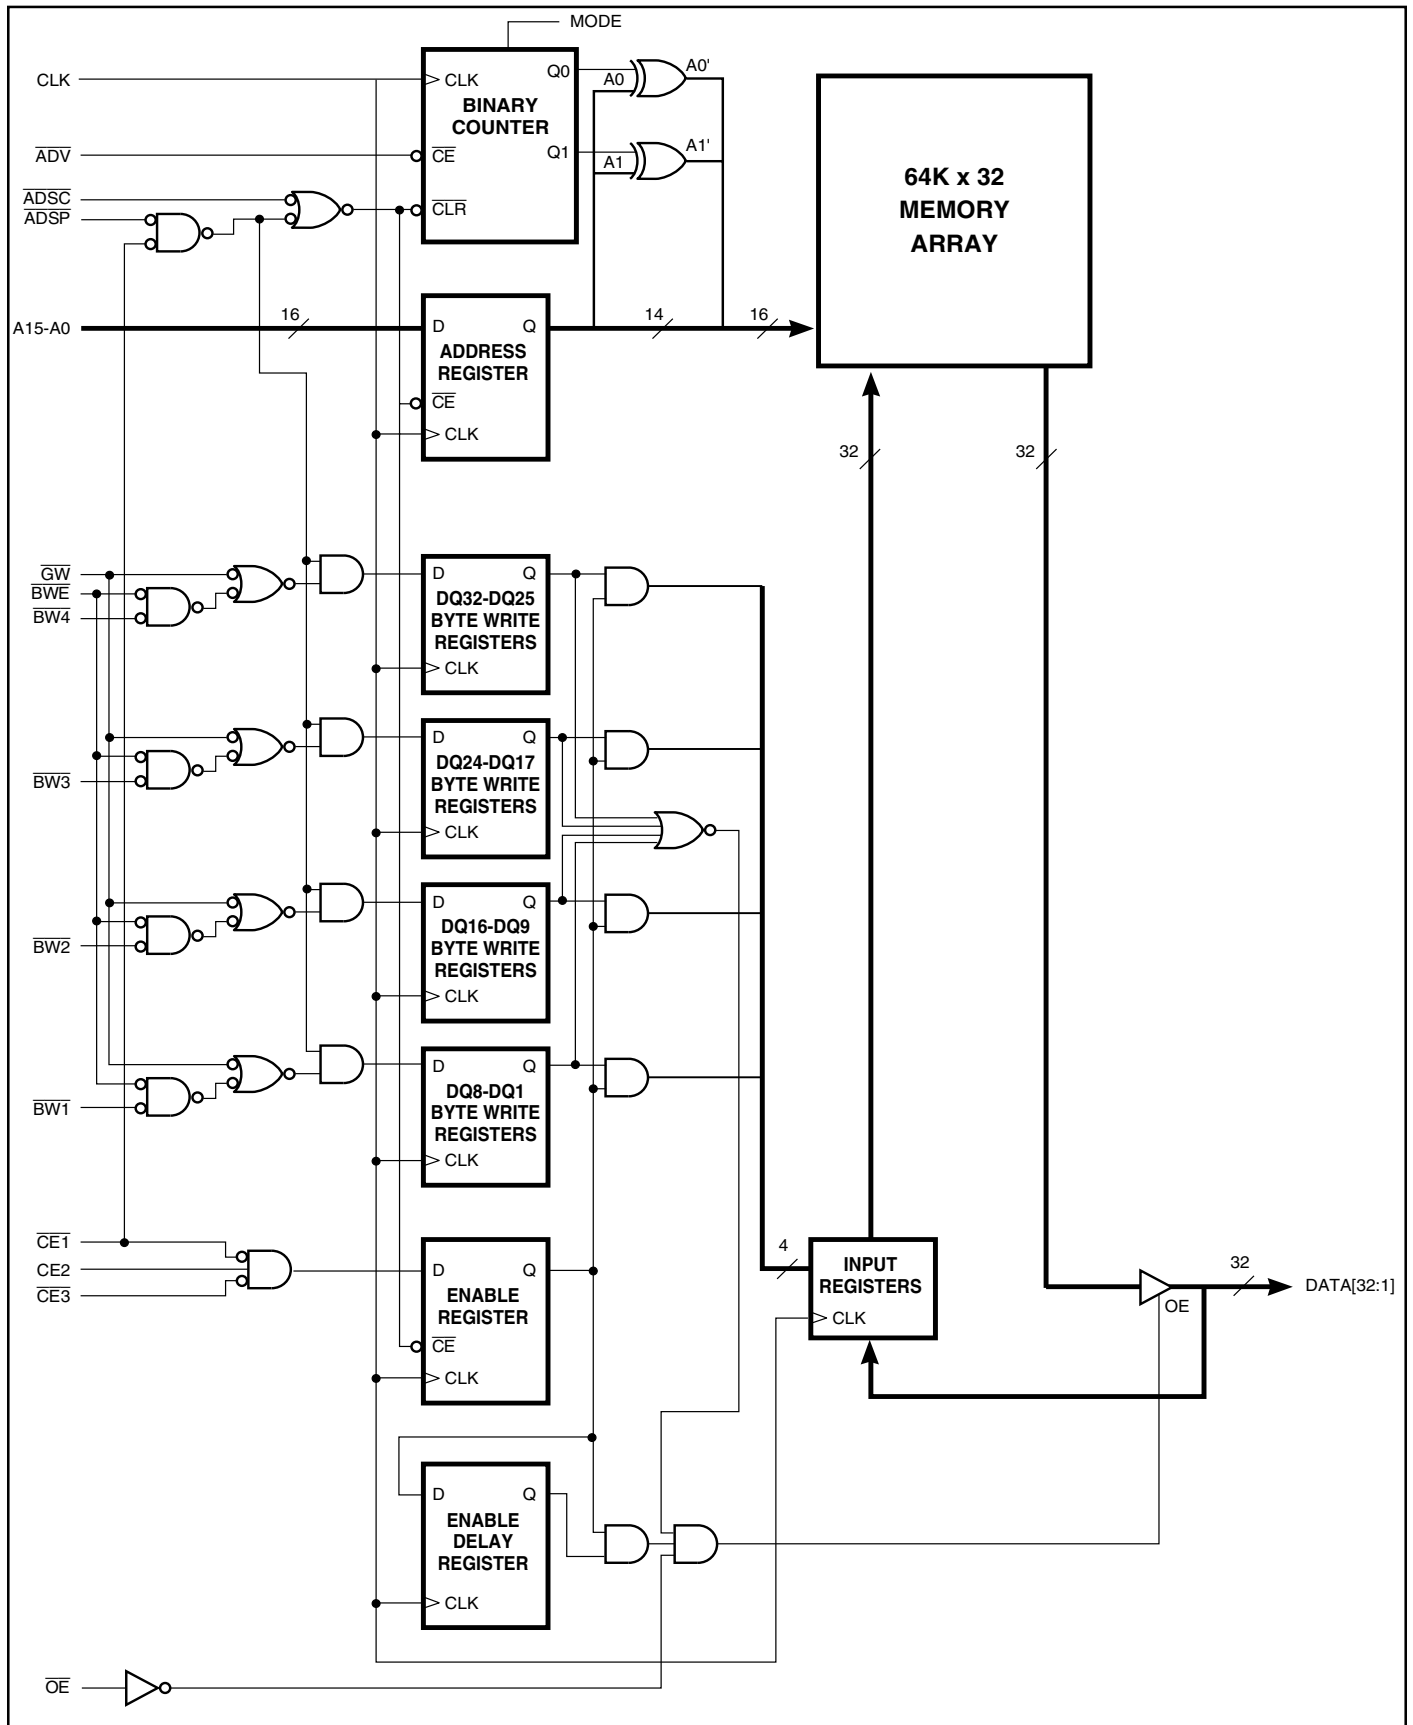 MODE
CLK
CLK
Q0
A0
A0'
BINARY
COUNTER
ADV
CE
Q1
A1
A1'
ADSC
ADSP
CLR
64K x 32
MEMORY
ARRAY
A15-A0
16
D
Q
14
16
ADDRESS
REGISTER
CE
CLK
32
32
GW
BWE
BW4
D
Q
DQ32-DQ25
BYTE WRITE
REGISTERS
CLK
BW3
D
Q
DQ24-DQ17
BYTE WRITE
REGISTERS
CLK
BW2
D
Q
DQ16-DQ9
BYTE WRITE
REGISTERS
CLK
BW1
D
Q
DQ8-DQ1
BYTE WRITE
REGISTERS
CLK
CE1
CE2
CE3
D
Q
ENABLE
REGISTER
CE
CLK
4
INPUT
REGISTERS
CLK
OE
32
DATA[32:1]
D
Q
ENABLE
DELAY
REGISTER
CLK
OE